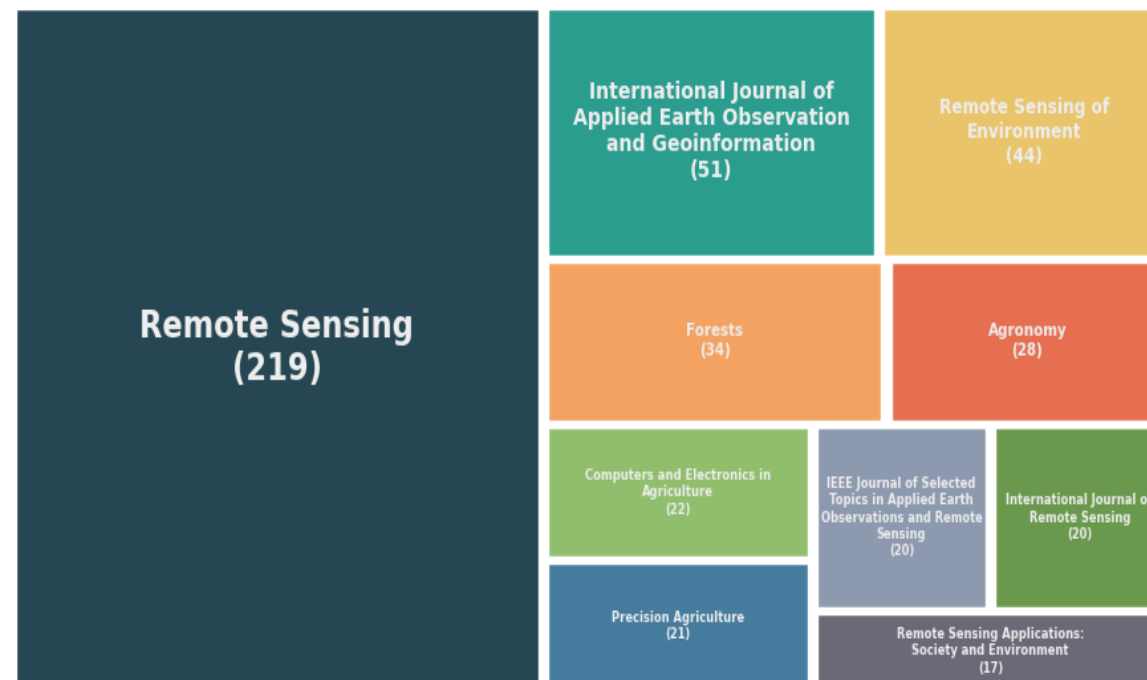 Remote Sensing
(219)
International Journal of
Applied Earth Observation
and Geoinformation
(51)
Remote Sensing of
Environment
(44)
Forests
(34)
Agronomy
(28)
Computers and Electronics in
Agriculture
(22)
IEEE Journal of Selected
Topics in Applied Earth
Observations and Remote
Sensing
(20)
International Journal o
Remote Sensing
(20)
Precision Agriculture
(21)
Remote Sensing Applications:
Society and Environment
(17)